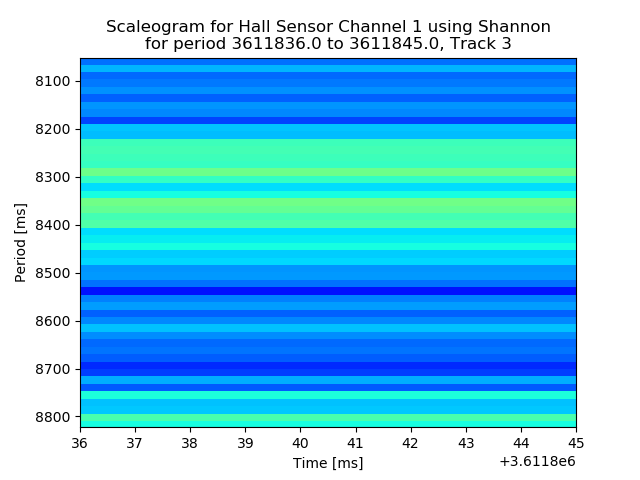 Scaleogram for Hall Sensor Channel 1 using Shannon
for period 3611836.0 to 3611845.0, Track 3
8100
8200
8300
8400
8500
8600
8700
8800
Period [ms]
36 37 38 39 40 41 42 43 44 45
Time [ms]
+3.6118e6